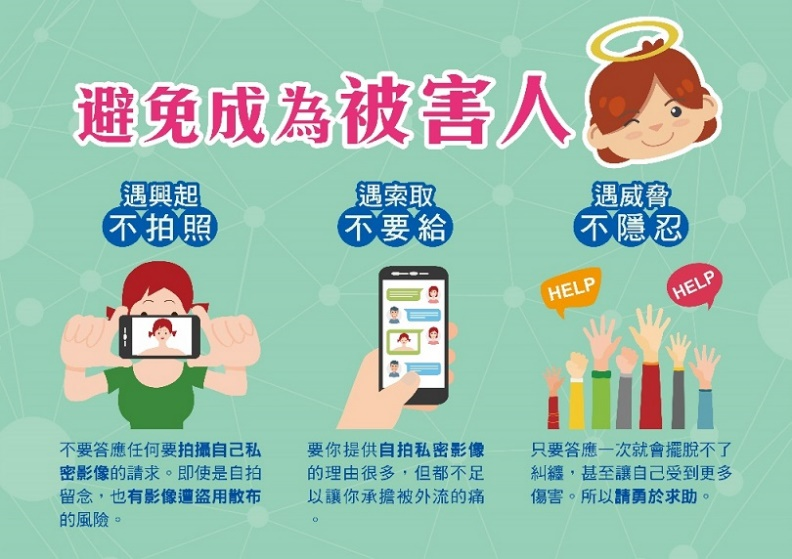 避免成為被害人
遇興起
不拍照
遇索取
不要給
遇威脅
不隱忍
HELP
HELP
不要答應任何要拍攝自己私
密影像的請求。即使是自拍
留念，也有影像遭盜用散布
的風險。
要你提供自拍私密影像
的理由很多，但都不足
以讓你承擔被外流的痛
。
只要答應一次就會擺脫不了
糾纏，甚至讓自己受到更多
傷害。所以請勇於求助。